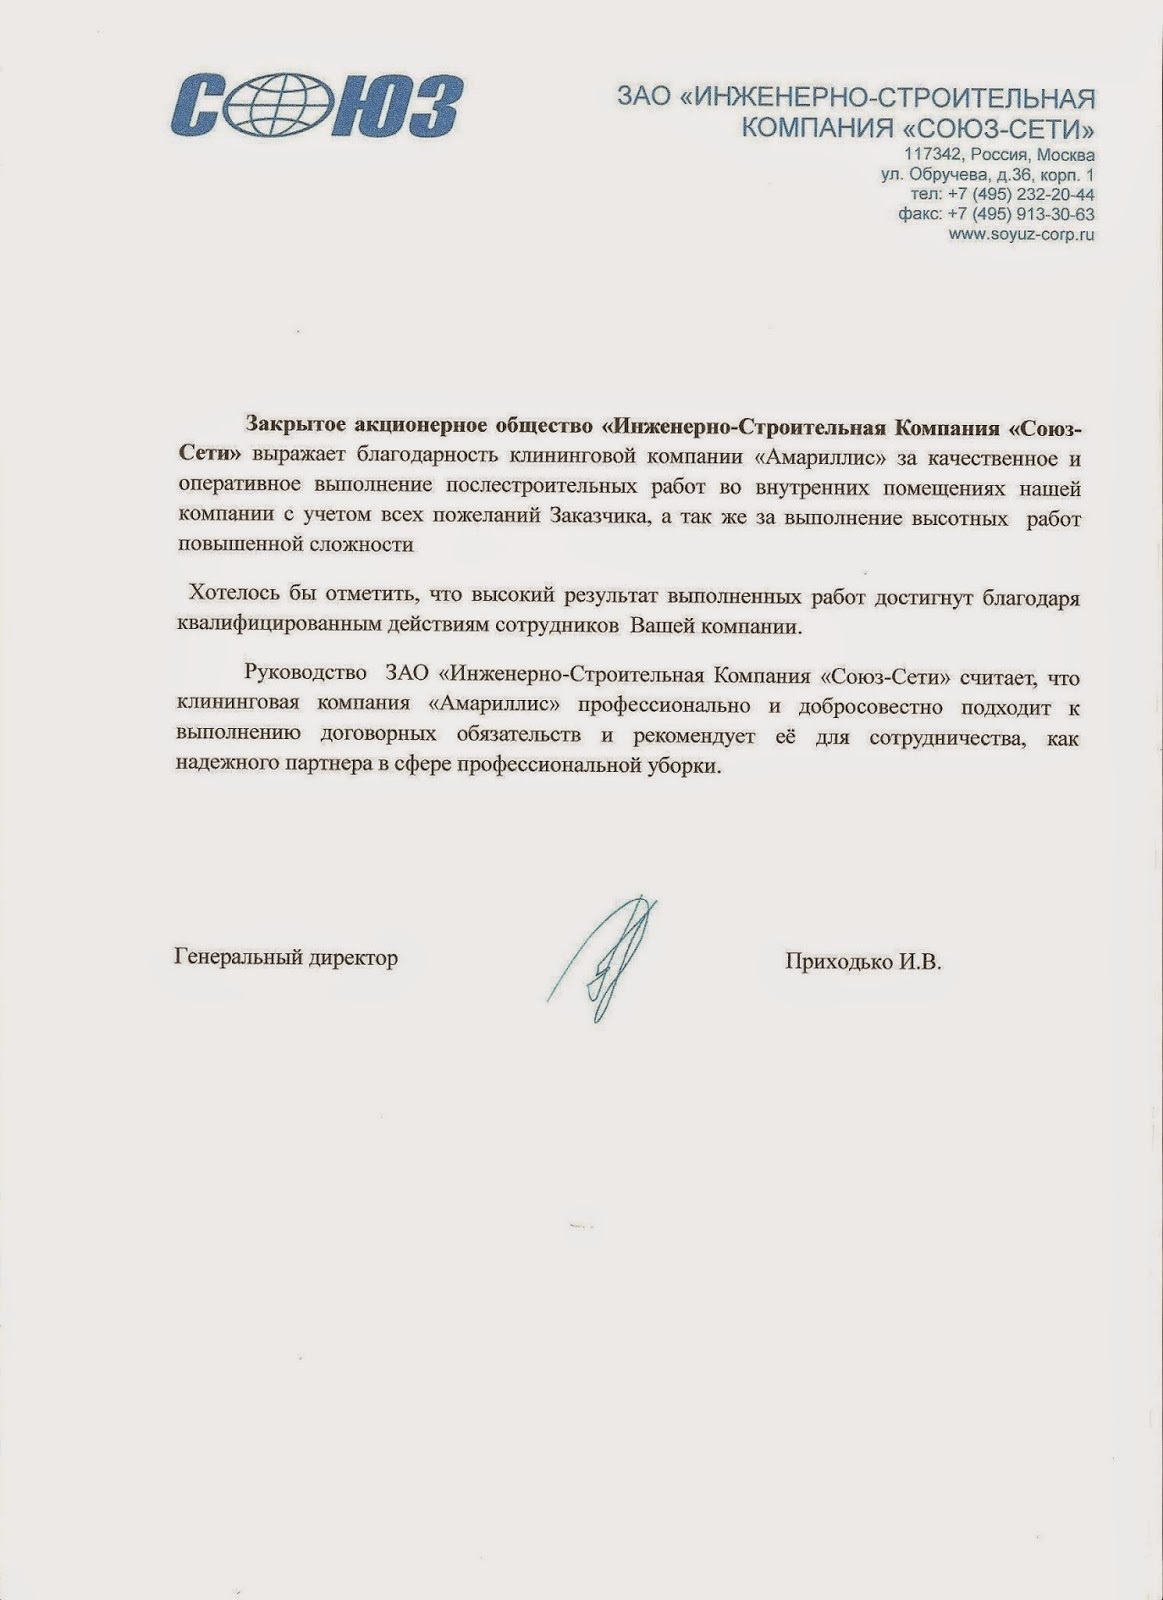 СОЮЗ
ЗАО «ИНЖЕНЕРНО-СТРОИТЕЛЬНАЯ
КОМПАНИЯ «СОЮЗ-СЕТИ»
117342, Россия, Москва
ул. Обручева, д.36, корп. 1
тел: +7 (495) 232-20-44
факс: +7 (495) 913-30-63
www.soyuz-corp.ru
Закрытое акционерное общество «Инженерно-Строительная Компания «Союз-
Сети» выражает благодарность клининговой компании «Амариллис» за качественное и
оперативное выполнение послестроительных работ во внутренних помещениях нашей
компании с учетом всех пожеланий Заказчика, а так же за выполнение высотных работ
повышенной сложности
Хотелось бы отметить, что высокий результат выполненных работ достигнут благодаря
квалифицированным действиям сотрудников Вашей компании.
Руководство ЗАО «Инженерно-Строительная Компания «Союз-Сети» считает, что
клининговая компания «Амариллис» профессионально и добросовестно подходит к
выполнению договорных обязательств и рекомендует её для сотрудничества, как
надежного партнера в сфере профессиональной уборки.
Генеральный директор
Приходько И.В.